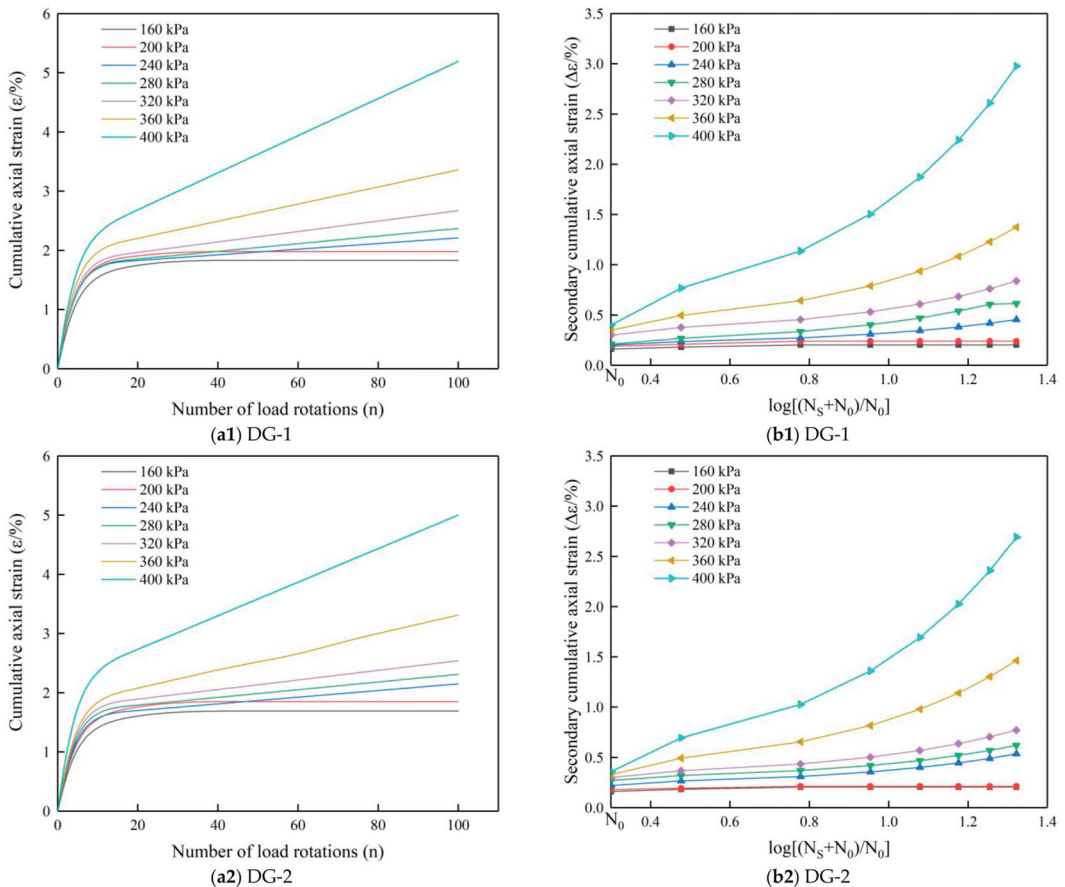 6
5
4
3
2
1
0
Cumulative axial strain (ε/%)
160 kPa
200 kPa
240 kPa
280 kPa
320 kPa
360 kPa
400 kPa
0 20 40 60 80 100
Number of load rotations (n)
(a1) DG-1
3.5
3.0
2.5
2.0
1.5
1.0
0.5
0.0
Secondary cumulative axial strain (Δε/%)
160 kPa
200 kPa
240 kPa
280 kPa
320 kPa
360 kPa
400 kPa
N₀ 0.4 0.6 0.8 1.0 1.2 1.4
log[(Nₛ+N₀)/N₀]
(b1) DG-1
6
5
4
3
2
1
0
Cumulative axial strain (ε/%)
160 kPa
200 kPa
240 kPa
280 kPa
320 kPa
360 kPa
400 kPa
0 20 40 60 80 100
Number of load rotations (n)
(a2) DG-2
3.5
3.0
2.5
2.0
1.5
1.0
0.5
0.0
Secondary cumulative axial strain (Δε/%)
160 kPa
200 kPa
240 kPa
280 kPa
320 kPa
360 kPa
400 kPa
N₀ 0.4 0.6 0.8 1.0 1.2 1.4
log[(Nₛ+N₀)/N₀]
(b2) DG-2